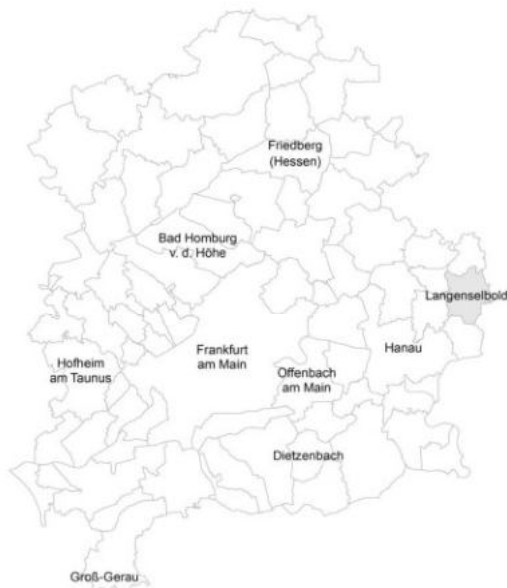 Friedberg
(Hessen)
Bad Homburg
v. d. Höhe
Langenselbold
Hofheim
am Taunus
Frankfurt
am Main
Hanau
Offenbach
am Main
Dietzenbach
Groß-Gerau